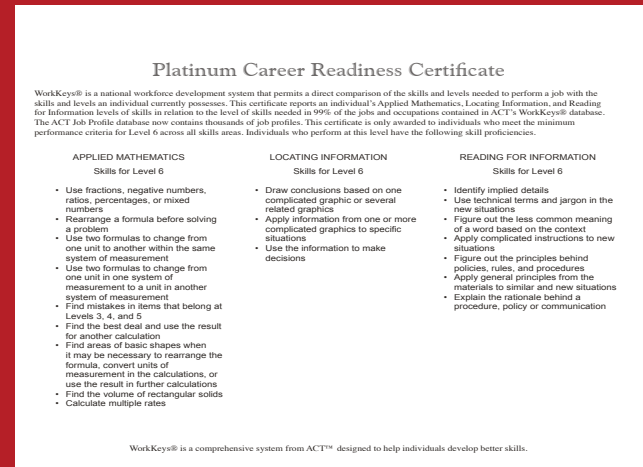 Platinum Career Readiness Certificate
WorkKeys® is a national workforce development system that permits a direct comparison of the skills and levels needed to perform a job with the
skills and levels an individual currently possesses. This certificate reports an individual's Applied Mathematics, Locating Information, and Reading
for Information levels of skills in relation to the level of skills needed in 99% of the jobs and occupations contained in ACT's WorkKeys® database.
The ACT Job Profile database now contains thousands of job profiles. This certificate is only awarded to individuals who meet the minimum
performance criteria for Level 6 across all skills areas. Individuals who perform at this level have the following skill proficiencies.
APPLIED MATHEMATICS
Skills for Level 6
• Use fractions, negative numbers,
ratios, percentages, or mixed
numbers
• Rearrange a formula before solving
a problem
• Use two formulas to change from
one unit to another within the same
system of measurement
• Use two formulas to change from
one unit in one system of
measurement to a unit in another
system of measurement
• Find mistakes in items that belong at
Levels 3, 4, and 5
• Find the best deal and use the result
for another calculation
• Find areas of basic shapes when
it may be necessary to rearrange the
formula, convert units of
measurement in the calculations, or
use the result in further calculations
• Find the volume of rectangular solids
• Calculate multiple rates
LOCATING INFORMATION
Skills for Level 6
• Draw conclusions based on one
complicated graphic or several
related graphics
• Apply information from one or more
complicated graphics to specific
situations
• Use the information to make
decisions
READING FOR INFORMATION
Skills for Level 6
• Identify implied details
• Use technical terms and jargon in the
new situations
• Figure out the less common meaning
of a word based on the context
• Apply complicated instructions to new
situations
• Figure out the principles behind
policies, rules, and procedures
• Apply general principles from the
materials to similar and new situations
• Explain the rationale behind a
procedure, policy or communication
WorkKeys® is a comprehensive system from ACT™ designed to help individuals develop better skills.